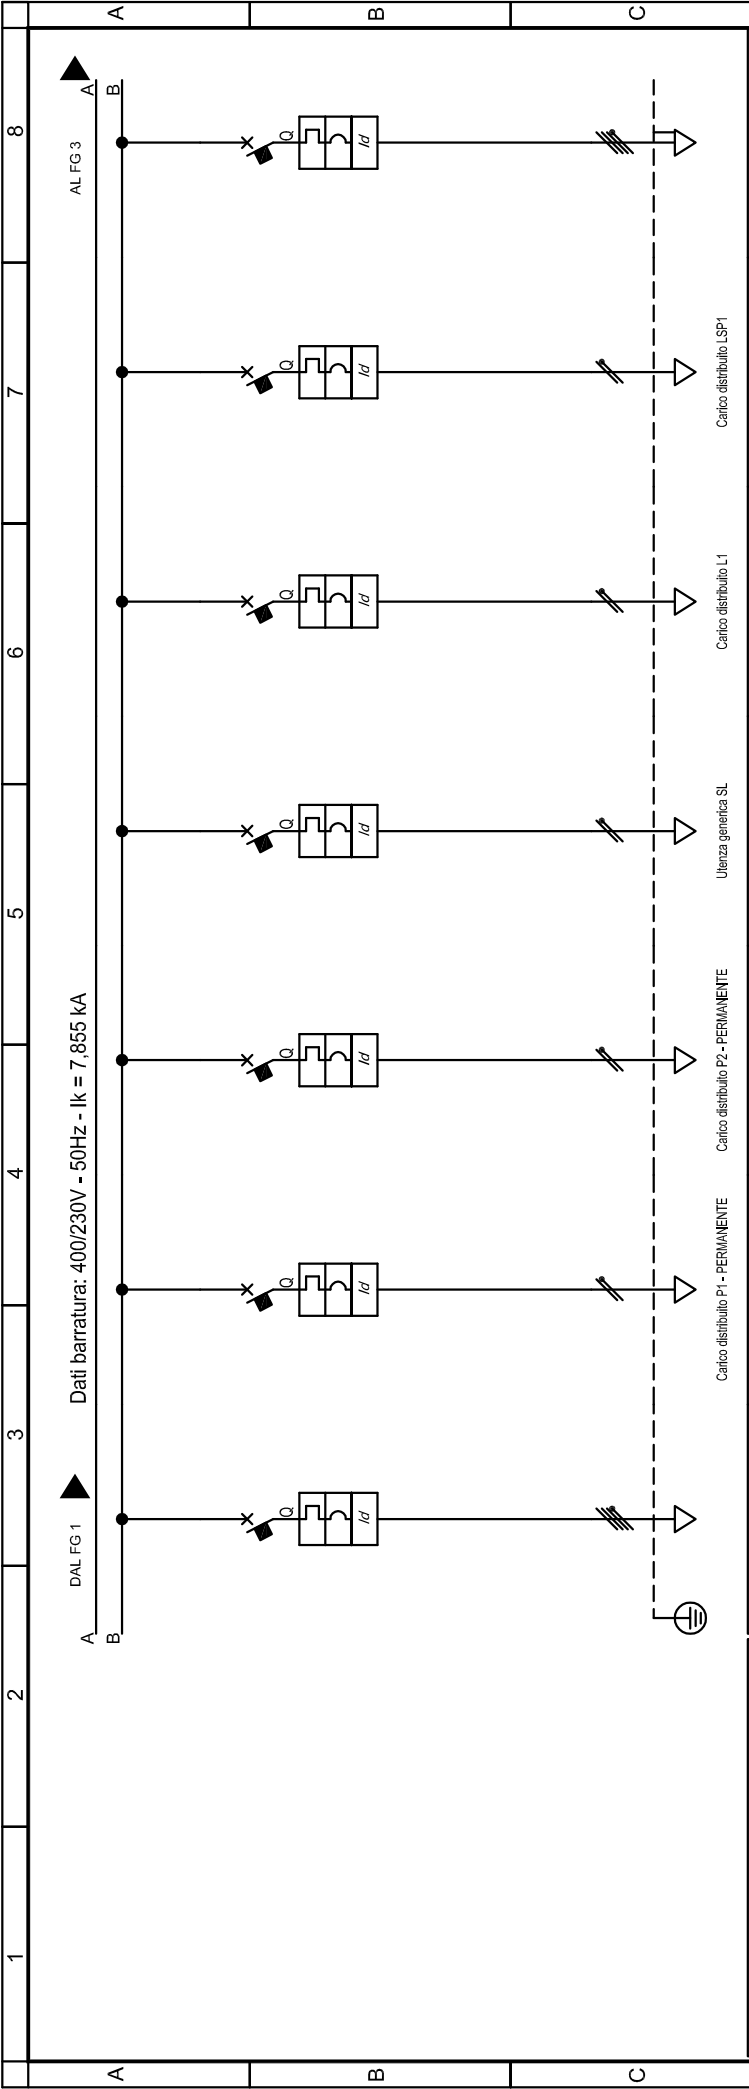 1 2 3 4 5 6 7 8
A A
DAL FG 1 Dati barratura: 400/230V - 50Hz - Ik = 7,855 kA AL FG 3
A A
B B
B B
Q Q Q Q Q Q Q
Id Id Id Id Id Id Id
C C
Carico distribuito P1 - PERMANENTE
Carico distribuito P2 - PERMANENTE
Utenza generica SL
Carico distribuito L1
Carico distribuito LSP1